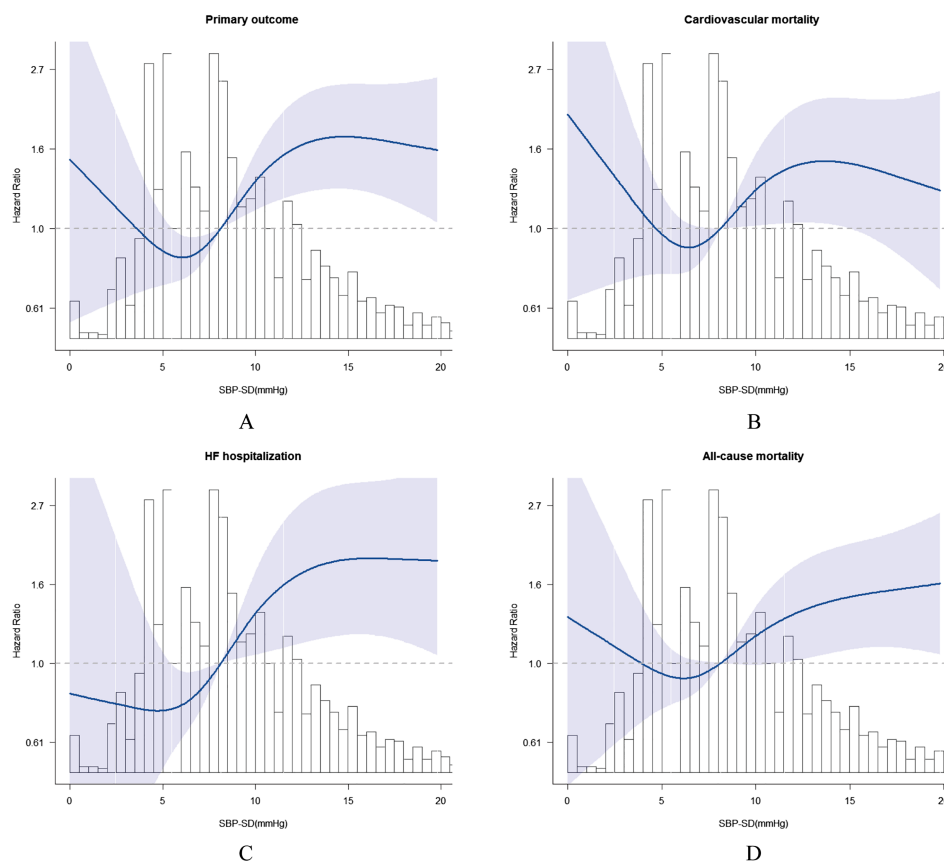 Primary outcome
Hazard Ratio
2.7
1.6
1.0
0.61
0 5 10 15 20
SBP-SD(mmHg)
A
Cardiovascular mortality
Hazard Ratio
2.7
1.6
1.0
0.61
0 5 10 15 20
SBP-SD(mmHg)
B
HF hospitalization
Hazard Ratio
2.7
1.6
1.0
0.61
0 5 10 15 20
SBP-SD(mmHg)
C
All-cause mortality
Hazard Ratio
2.7
1.6
1.0
0.61
0 5 10 15 20
SBP-SD(mmHg)
D